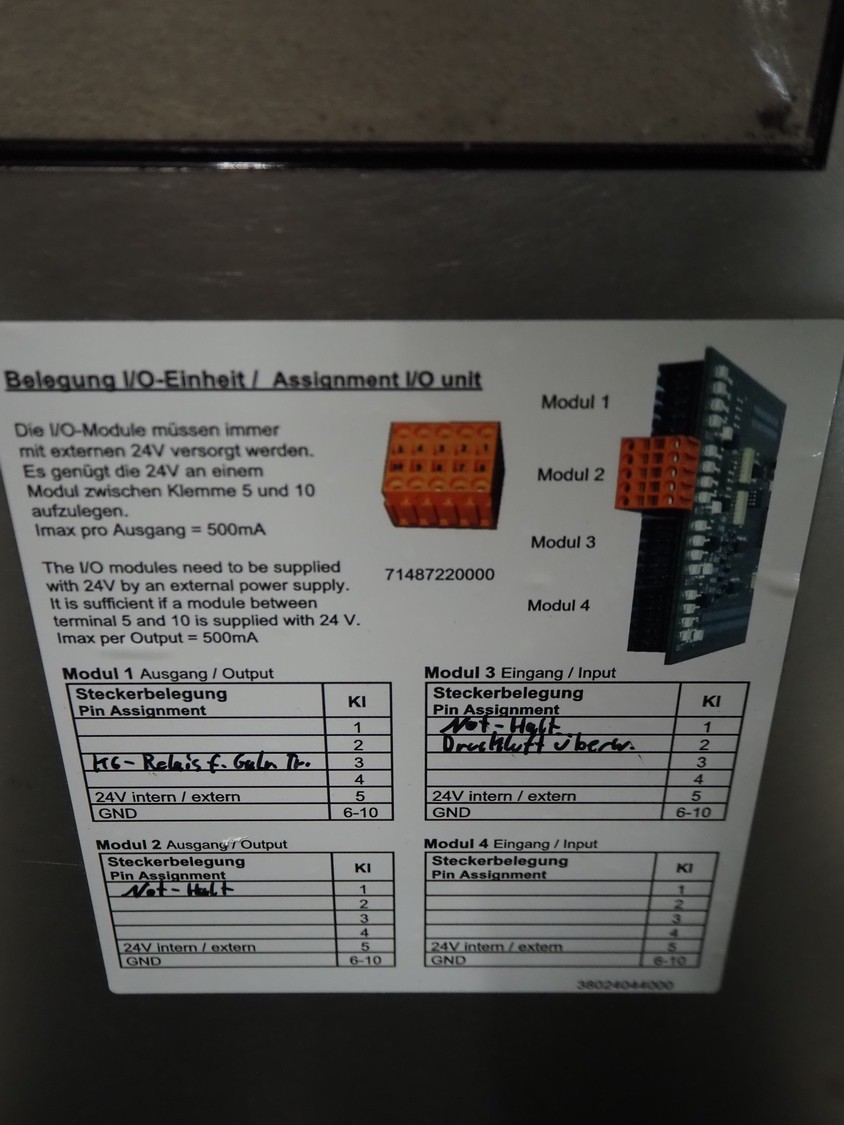 Belegung I/O-Einheit / Assignment I/O unit
Die I/O-Module müssen immer
mit externen 24V versorgt werden.
Es genügt die 24V an einem
Modul zwischen Klemme 5 und 10
aufzulegen.
Imax pro Ausgang = 500mA
The I/O modules need to be supplied
with 24V by an external power supply.
It is sufficient if a module between
terminal 5 and 10 is supplied with 24 V.
Imax per Output = 500mA
71487220000
Modul 1
Modul 2
Modul 3
Modul 4
Modul 1 Ausgang / Output
Steckerbelegung
Pin Assignment KI
1
2
K6-Relais f. 3
4
24V intern / extern 5
GND 6-10
Modul 3 Eingang / Input
Steckerbelegung
Pin Assignment KI
Not-Halt 1
Druckluft überw. 2
3
4
24V intern / extern 5
GND 6-10
Modul 2 Ausgang / Output
Steckerbelegung
Pin Assignment KI
Not-Halt 1
2
3
4
24V intern / extern 5
GND 6-10
Modul 4 Eingang / Input
Steckerbelegung
Pin Assignment KI
1
2
3
4
24V intern / extern 5
GND 6-10
38024044000